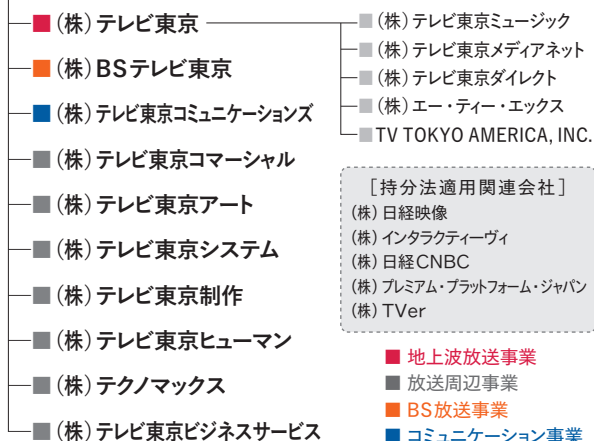 (株)テレビ東京
(株)BSテレビ東京
(株)テレビ東京コミュニケーションズ
(株)テレビ東京コマーシャル
(株)テレビ東京アート
(株)テレビ東京システム
(株)テレビ東京制作
(株)テレビ東京ヒューマン
(株)テクノマックス
(株)テレビ東京ビジネスサービス
(株)テレビ東京ミュージック
(株)テレビ東京メディアネット
(株)テレビ東京ダイレクト
(株)エー・ティー・エックス
TV TOKYO AMERICA, INC.
[持分法適用関連会社]
(株)日経映像
(株)インタラクティーヴィ
(株)日経CNBC
(株)プレミアム・プラットフォーム・ジャパン
(株)TVer
地上波放送事業
放送周辺事業
BS放送事業
コミュニケーション事業